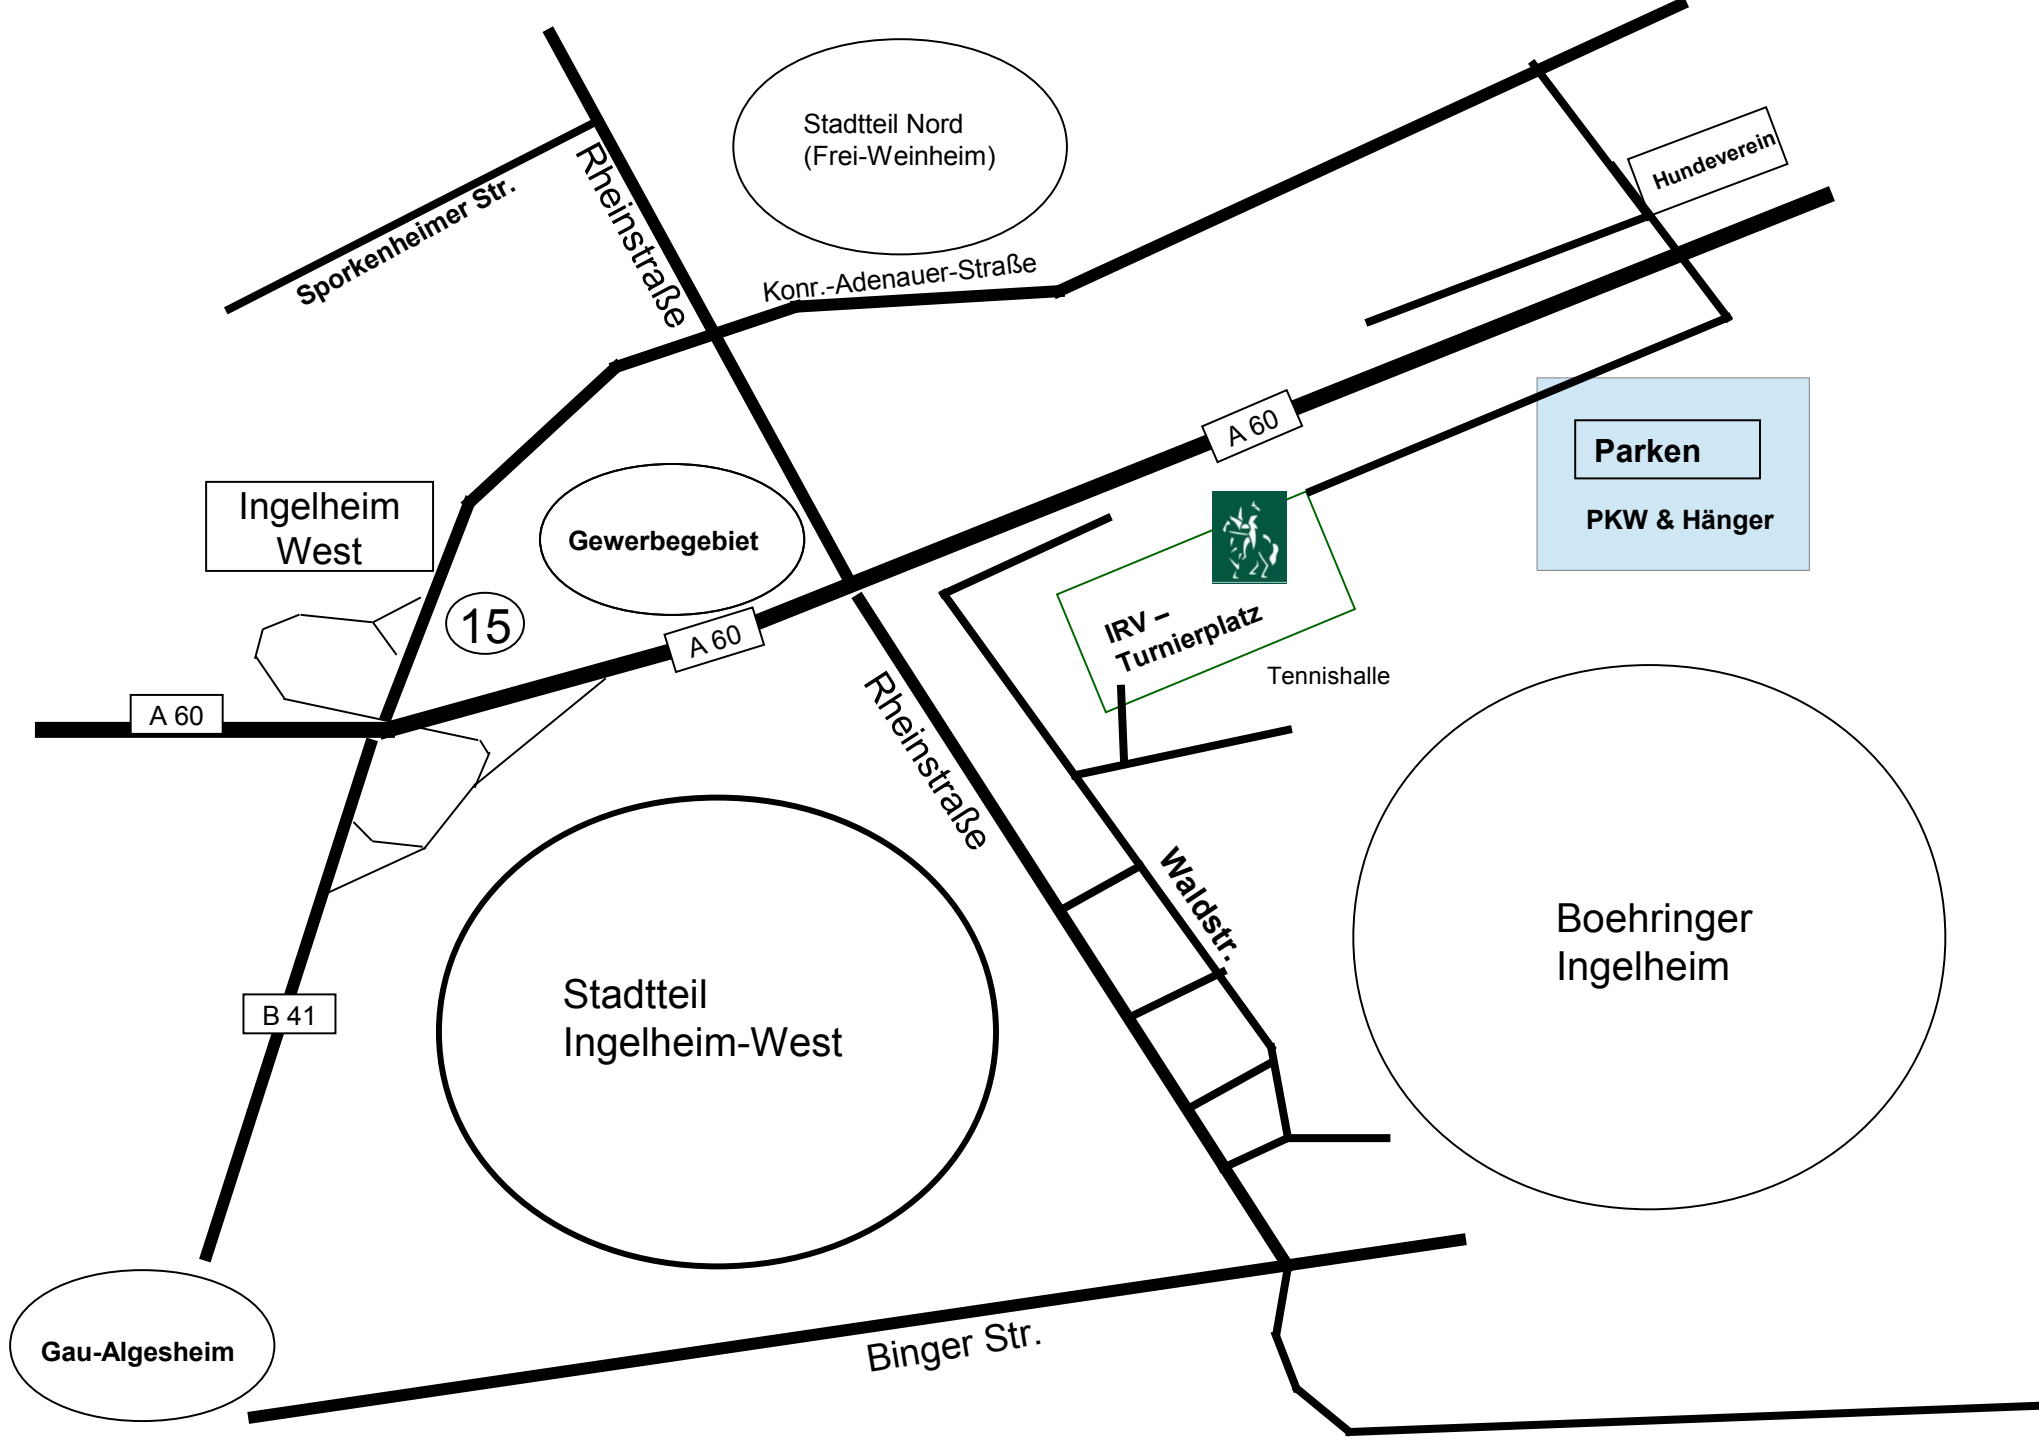 Stadtteil Nord
(Frei-Weinheim)
Hundeverein
Rheinstraße
Sporkenheimer Str.
Konr.-Adenauer-Straße
A 60
Parken
PKW & Hänger
Ingelheim
West
Gewerbegebiet
15
A 60
IRV –
Turnierplatz
Tennishalle
A 60
Rheinstraße
Waldstr.
Boehringer
Ingelheim
Stadtteil
Ingelheim-West
B 41
Binger Str.
Gau-Algesheim